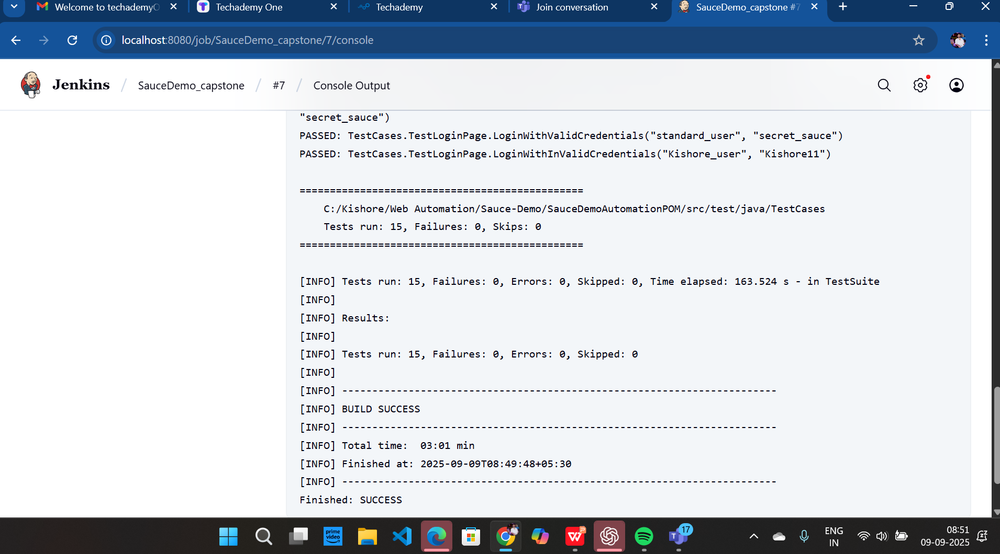 Welcome to techademyO
Techademy One
Techademy
Join conversation
SauceDemo_capstone #7
localhost:8080/job/SauceDemo_capstone/7/console
Jenkins / SauceDemo_capstone / #7 / Console Output
"secret_sauce")
PASSED: TestCases.TestLoginPage.LoginWithValidCredentials("standard_user", "secret_sauce")
PASSED: TestCases.TestLoginPage.LoginWithInValidCredentials("Kishore_user", "Kishore11")
===============================================
C:/Kishore/Web Automation/Sauce-Demo/SauceDemoAutomationPOM/src/test/java/TestCases
Tests run: 15, Failures: 0, Skips: 0
===============================================
[INFO] Tests run: 15, Failures: 0, Errors: 0, Skipped: 0, Time elapsed: 163.524 s - in TestSuite
[INFO]
[INFO] Results:
[INFO]
[INFO] Tests run: 15, Failures: 0, Errors: 0, Skipped: 0
[INFO]
[INFO] ------------------------------------------------------------------------
[INFO] BUILD SUCCESS
[INFO] ------------------------------------------------------------------------
[INFO] Total time:  03:01 min
[INFO] Finished at: 2025-09-09T08:49:48+05:30
[INFO] ------------------------------------------------------------------------
Finished: SUCCESS
prime video
17
ENG
IN
08:51
09-09-2025